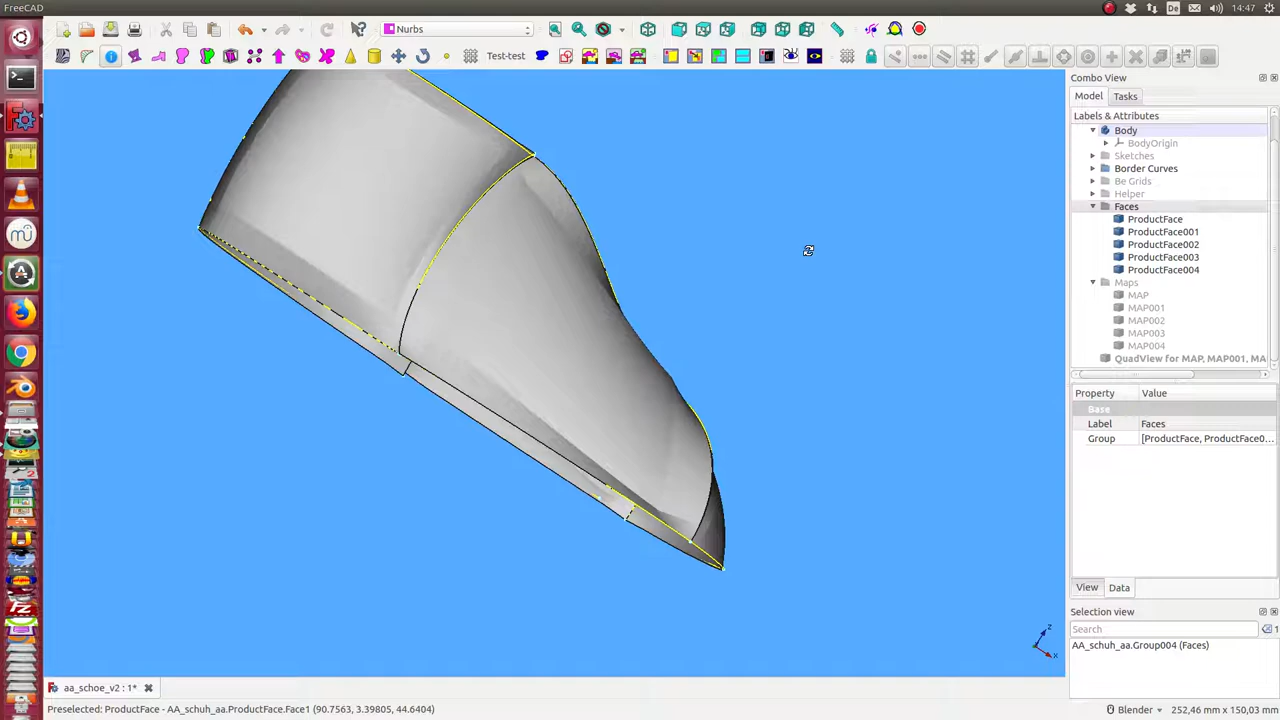 FreeCAD
De
14:47
Nurbs
Test-test
Combo View
Model
Tasks
Labels & Attributes
Body
BodyOrigin
Sketches
Border Curves
Be Grids
Helper
Faces
ProductFace
ProductFace001
ProductFace002
ProductFace003
ProductFace004
Maps
MAP
MAP001
MAP002
MAP003
MAP004
QuadView for MAP, MAP001, MA
Property
Value
Base
Label
Faces
Group
[ProductFace, ProductFace0...
View
Data
Selection view
Search
1
AA_schuh_aa.Group004 (Faces)
z
x
aa_schoe_v2 : 1*
Preselected: ProductFace - AA_schuh_aa.ProductFace.Face1 (90.7563, 3.39805, 44.6404)
Blender
252,46 mm x 150,03 mm